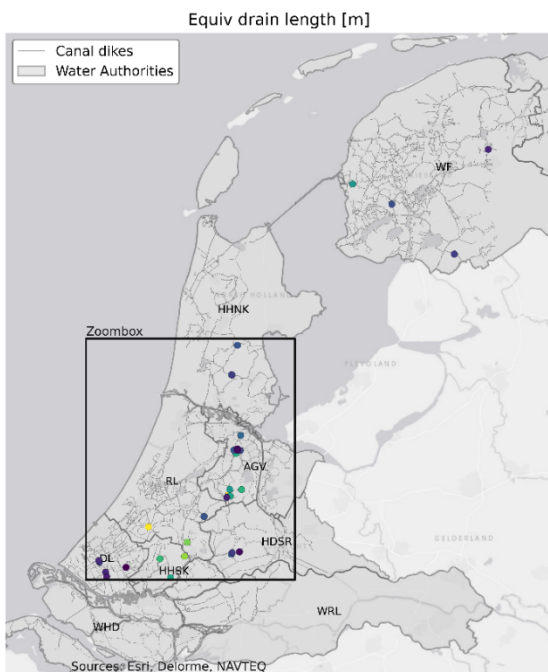 Equiv drain length [m]
Canal dikes
Water Authorities
WF
HHNK
Zoombox
FLEVOLAND
AGV
RL
HDSR
GELDERLAND
DL
HHSK
WRL
WHD
Sources: Esri, Delorme, NAVTEQ